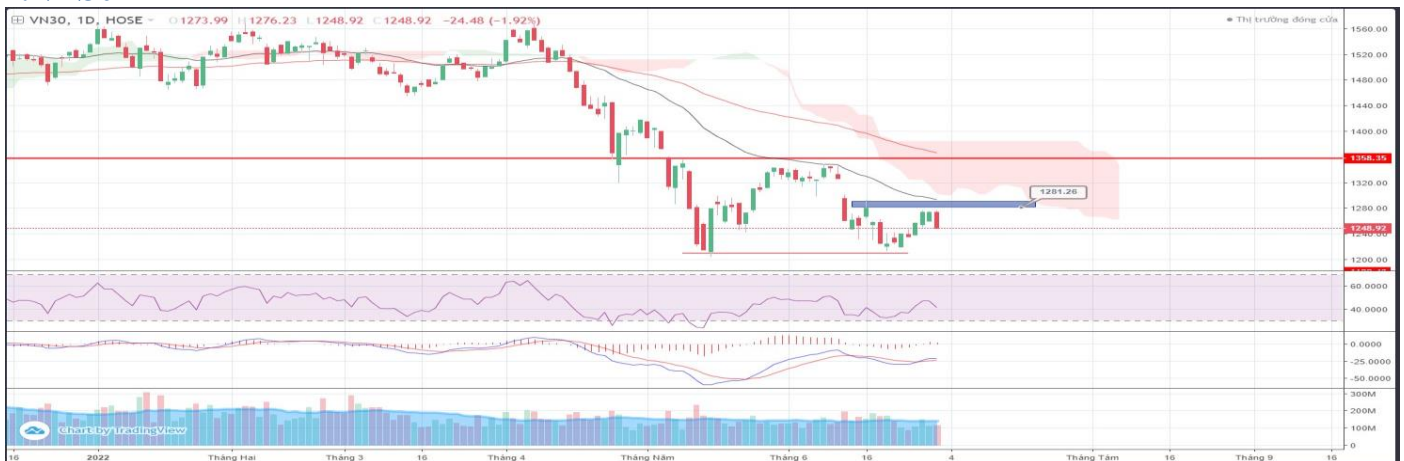 VN30, 1D, HOSE O1273.99 H1276.23 L1248.92 C1248.92 -24.48 (-1.92%)
Thị trường đóng cửa
1560.00
1520.00
1480.00
1440.00
1400.00
1358.35
1320.00
1281.26
1280.00
1248.92
1240.00
1200.00
60.0000
40.0000
0.0000
-25.0000
-50.0000
300M
200M
100M
0
Chart by TradingView
16 2022 Tháng Hai Tháng 3 16 Tháng 4 Tháng Năm Tháng 6 16 4 Tháng Tám 16 Tháng 9 16